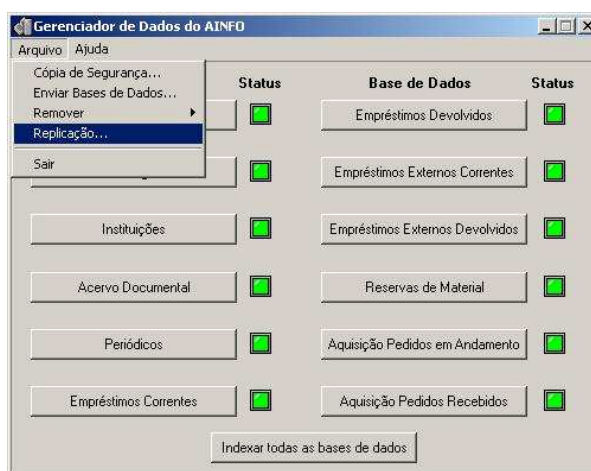 Gerenciador de Dados do AINFO
Arquivo Ajuda
Cópia de Segurança...
Enviar Bases de Dados...
Remover
Replicação...
Sair
Status Base de Dados Status
Empréstimos Devolvidos
Empréstimos Externos Correntes
Instituições Empréstimos Externos Devolvidos
Acervo Documental Reservas de Material
Periódicos Aquisição Pedidos em Andamento
Empréstimos Correntes Aquisição Pedidos Recebidos
Indexar todas as bases de dados